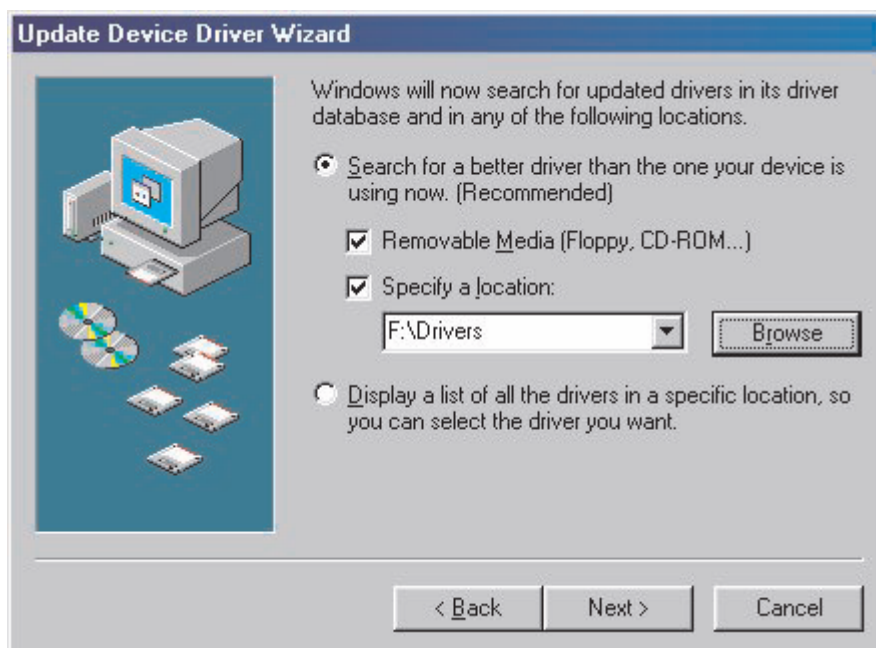 Update Device Driver Wizard
Windows will now search for updated drivers in its driver
database and in any of the following locations.
Search for a better driver than the one your device is
using now. (Recommended)
Removable Media (Floppy, CD-ROM...)
Specify a location:
F:\Drivers
Browse
Display a list of all the drivers in a specific location, so
you can select the driver you want.
< Back
Next >
Cancel